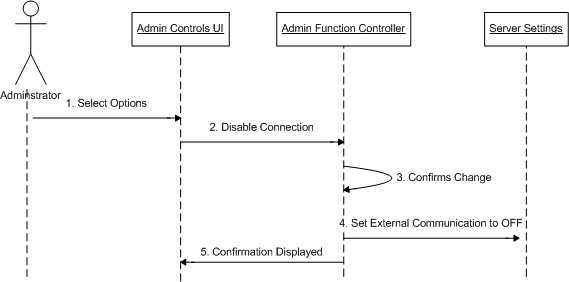 Admin Controls UI
Admin Function Controller
Server Settings
Adminstrator
1. Select Options
2. Disable Connection
3. Confirms Change
4. Set External Communication to OFF
5. Confirmation Displayed